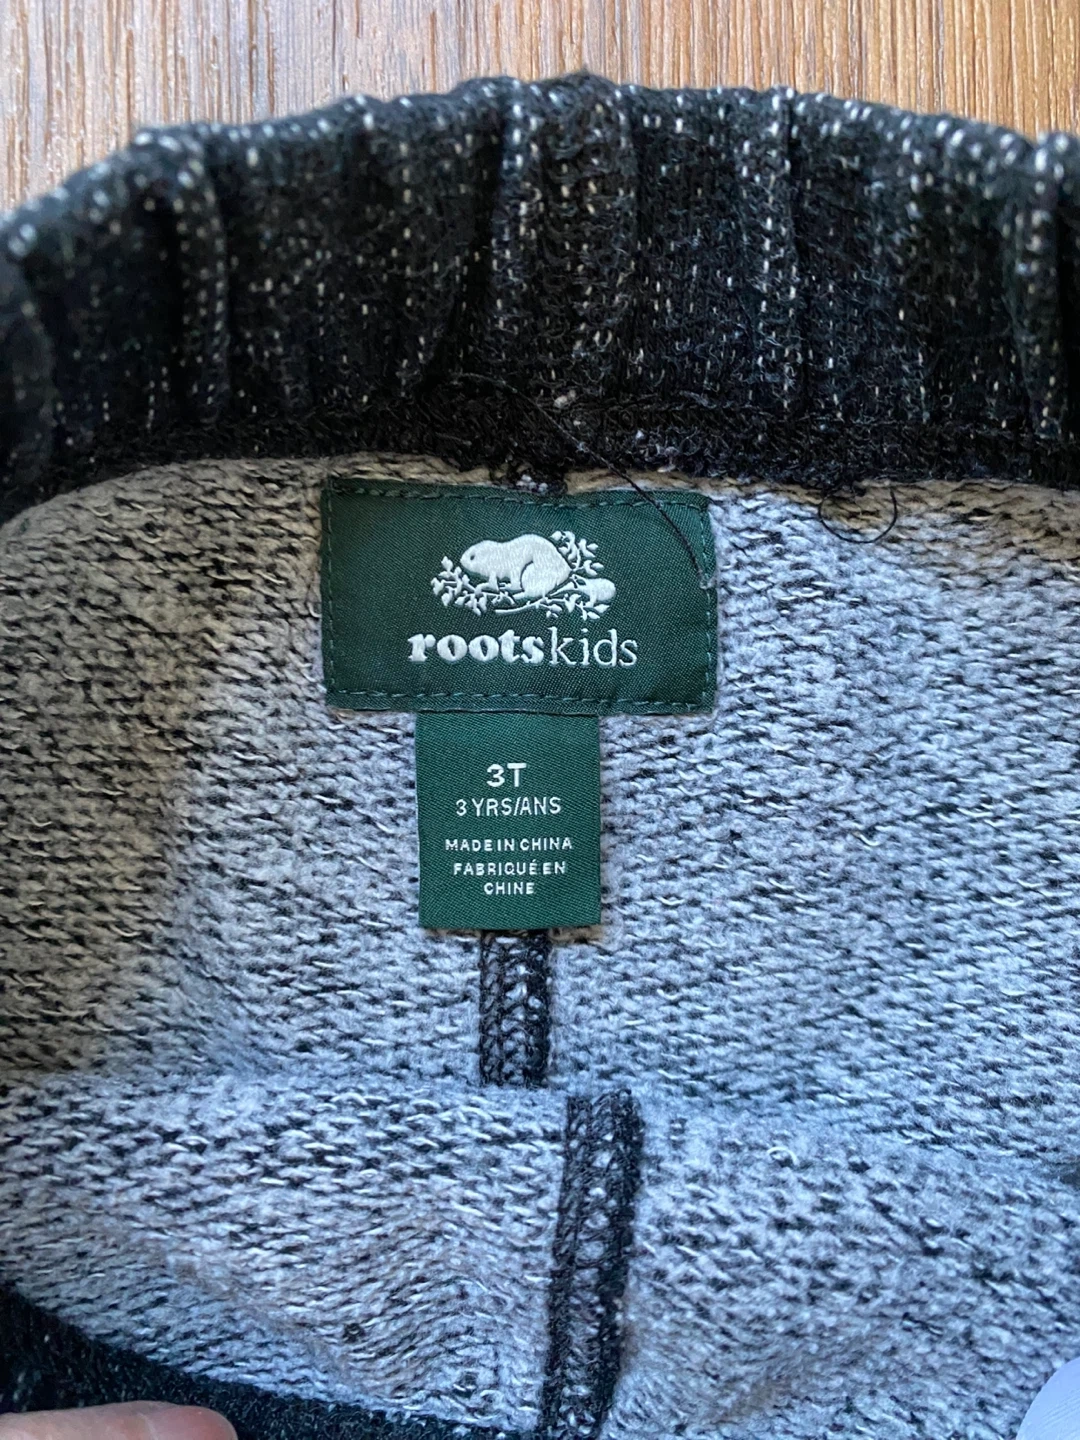 rootskids
3T
3 YRS/ANS
MADE IN CHINA
FABRIQUÉ EN
CHINE